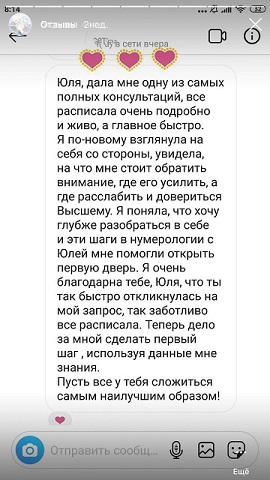 8:14
32
Отзывы 2нед.
в сети вчера
Юля, дала мне одну из самых
полных консультаций, все
расписала очень подробно
и живо, а главное быстро.
Я по-новому взглянула на
себя со стороны, увидела,
на что мне стоит обратить
внимание, где его усилить, а
где расслабить и довериться
Высшему. Я поняла, что хочу
глубже разобраться в себе
и эти шаги в нумерологии с
Юлей мне помогли открыть
первую дверь. Я очень
благодарна тебе, Юля, что ты
так быстро откликнулась на
мой запрос, так заботливо
все расписала. Теперь дело
за мной сделать первый
шаг , используя данные мне
знания.
Пусть все у тебя сложиться
самым наилучшим образом!
Отправить сообщ...
Ещё